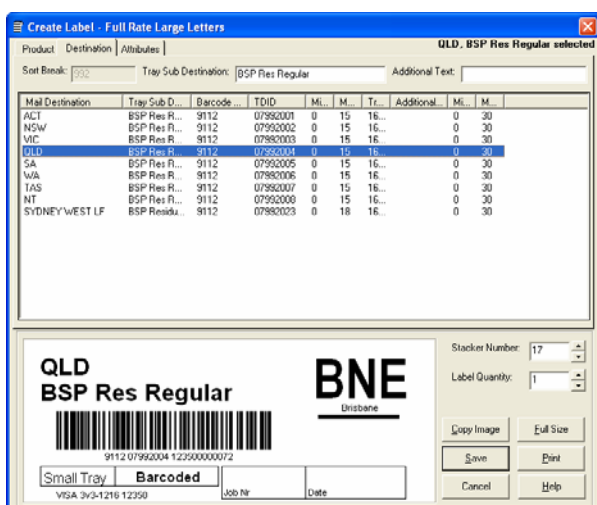 Create Label - Full Rate Large Letters
Product Destination Attributes QLD, BSP Res Regular selected
Sort Break: 992 Tray Sub Destination: BSP Res Regular Additional Text:
Mail Destination Tray Sub D... Barcode ... TDID Mi... M... Tr... Additional... Mi... M...
ACT BSP Res R... 9112 07992001 0 15 16... 0 30
NSW BSP Res R... 9112 07992002 0 15 16... 0 30
VIC BSP Res R... 9112 07992003 0 15 16... 0 30
QLD BSP Res R... 9112 07992004 0 15 16... 0 30
SA BSP Res R... 9112 07992005 0 15 16... 0 30
WA BSP Res R... 9112 07992006 0 15 16... 0 30
TAS BSP Res R... 9112 07992007 0 15 16... 0 30
NT BSP Res R... 9112 07992008 0 15 16... 0 30
SYDNEY WEST LF BSP Residu... 9112 07992023 0 18 16... 0 30
QLD
BSP Res Regular
BNE
Brisbane
9112 07992004 123500000072
Small Tray Barcoded
VISA 3v3-1216 12350 Job Nr Date
Stacker Number: 17
Label Quantity: 1
Copy Image Full Size
Save Print
Cancel Help